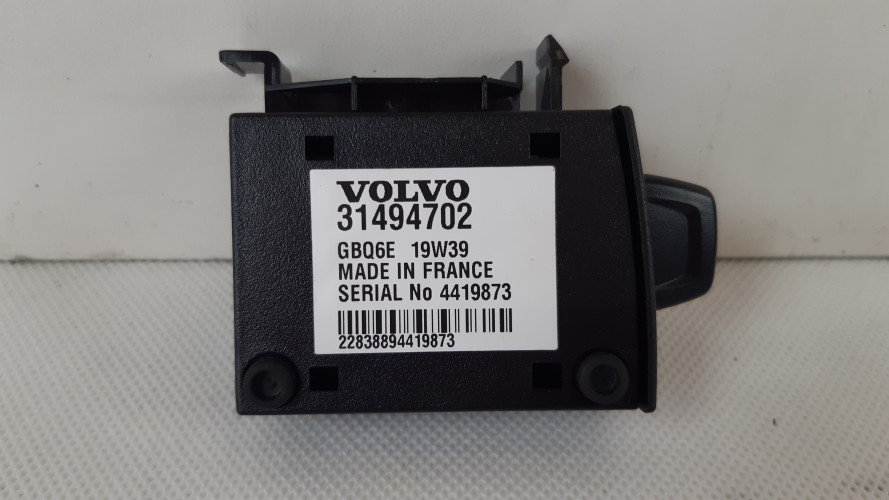 VOLVO
31494702
GBQ6E 19W39
MADE IN FRANCE
SERIAL No 4419873
22838894419873